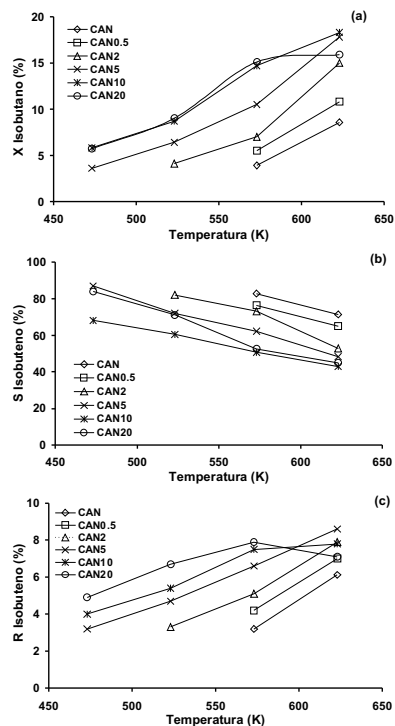 (a)
20
15
10
5
0
X Isobutano (%)
CAN
CAN0.5
CAN2
CAN5
CAN10
CAN20
450
500
550
600
650
Temperatura (K)
(b)
100
80
60
40
20
0
S Isobuteno (%)
CAN
CAN0.5
CAN2
CAN5
CAN10
CAN20
450
500
550
600
650
Temperatura (K)
(c)
10
8
6
4
2
0
R Isobuteno (%)
CAN
CAN0.5
CAN2
CAN5
CAN10
CAN20
450
500
550
600
650
Temperatura (K)